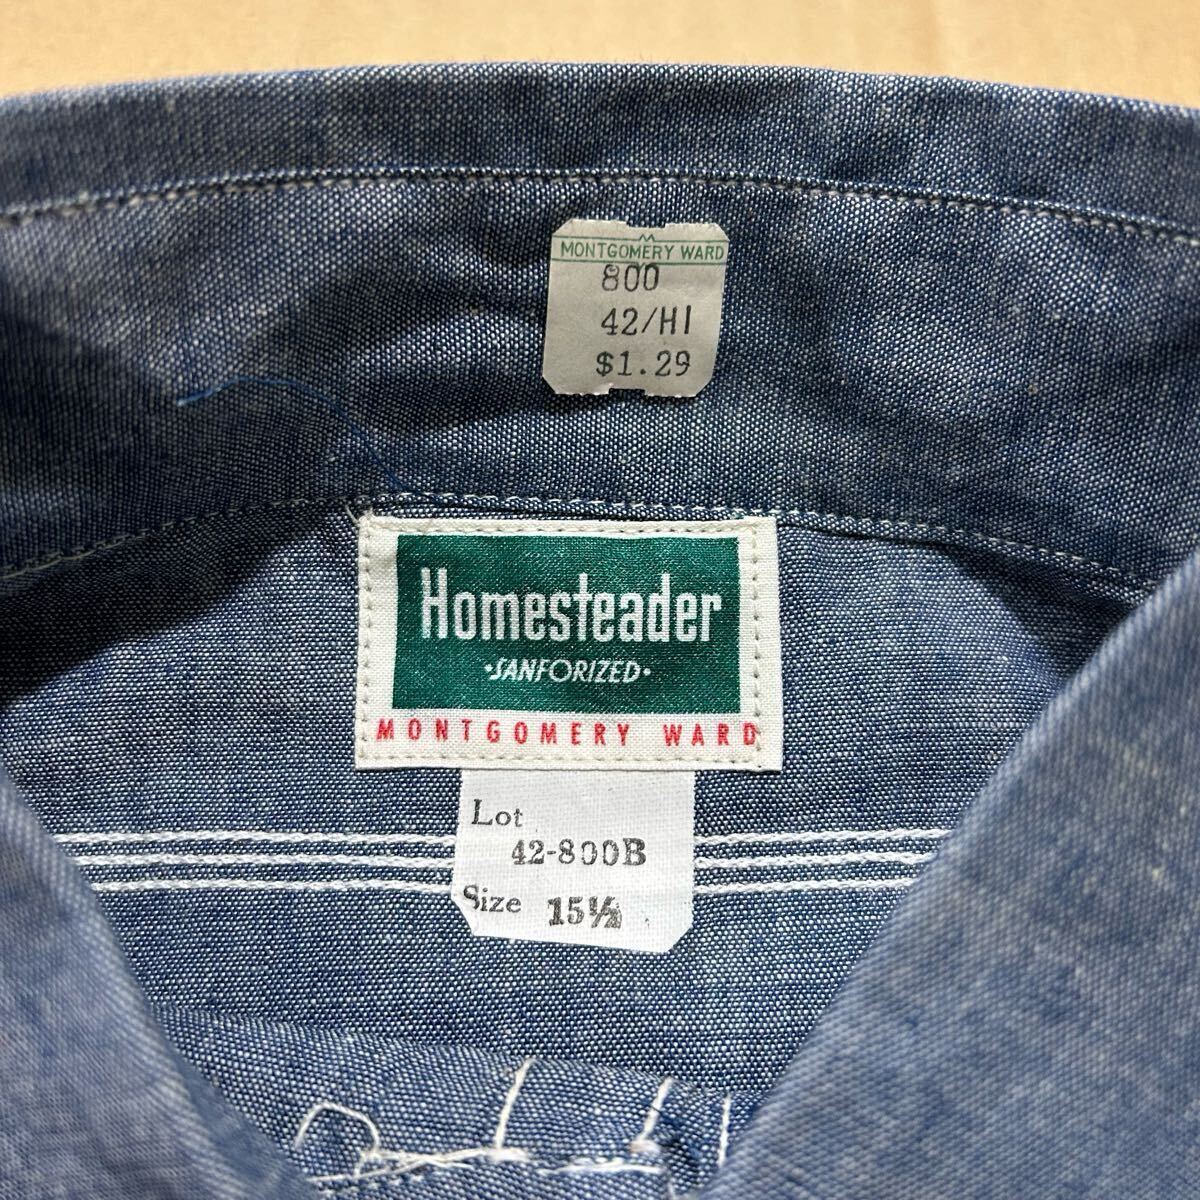 MONTGOMERY WARD
800
42/HI
$1.29
Homesteader
·SANFORIZED·
MONTGOMERY WARD
Lot
42-800B
Size 15½